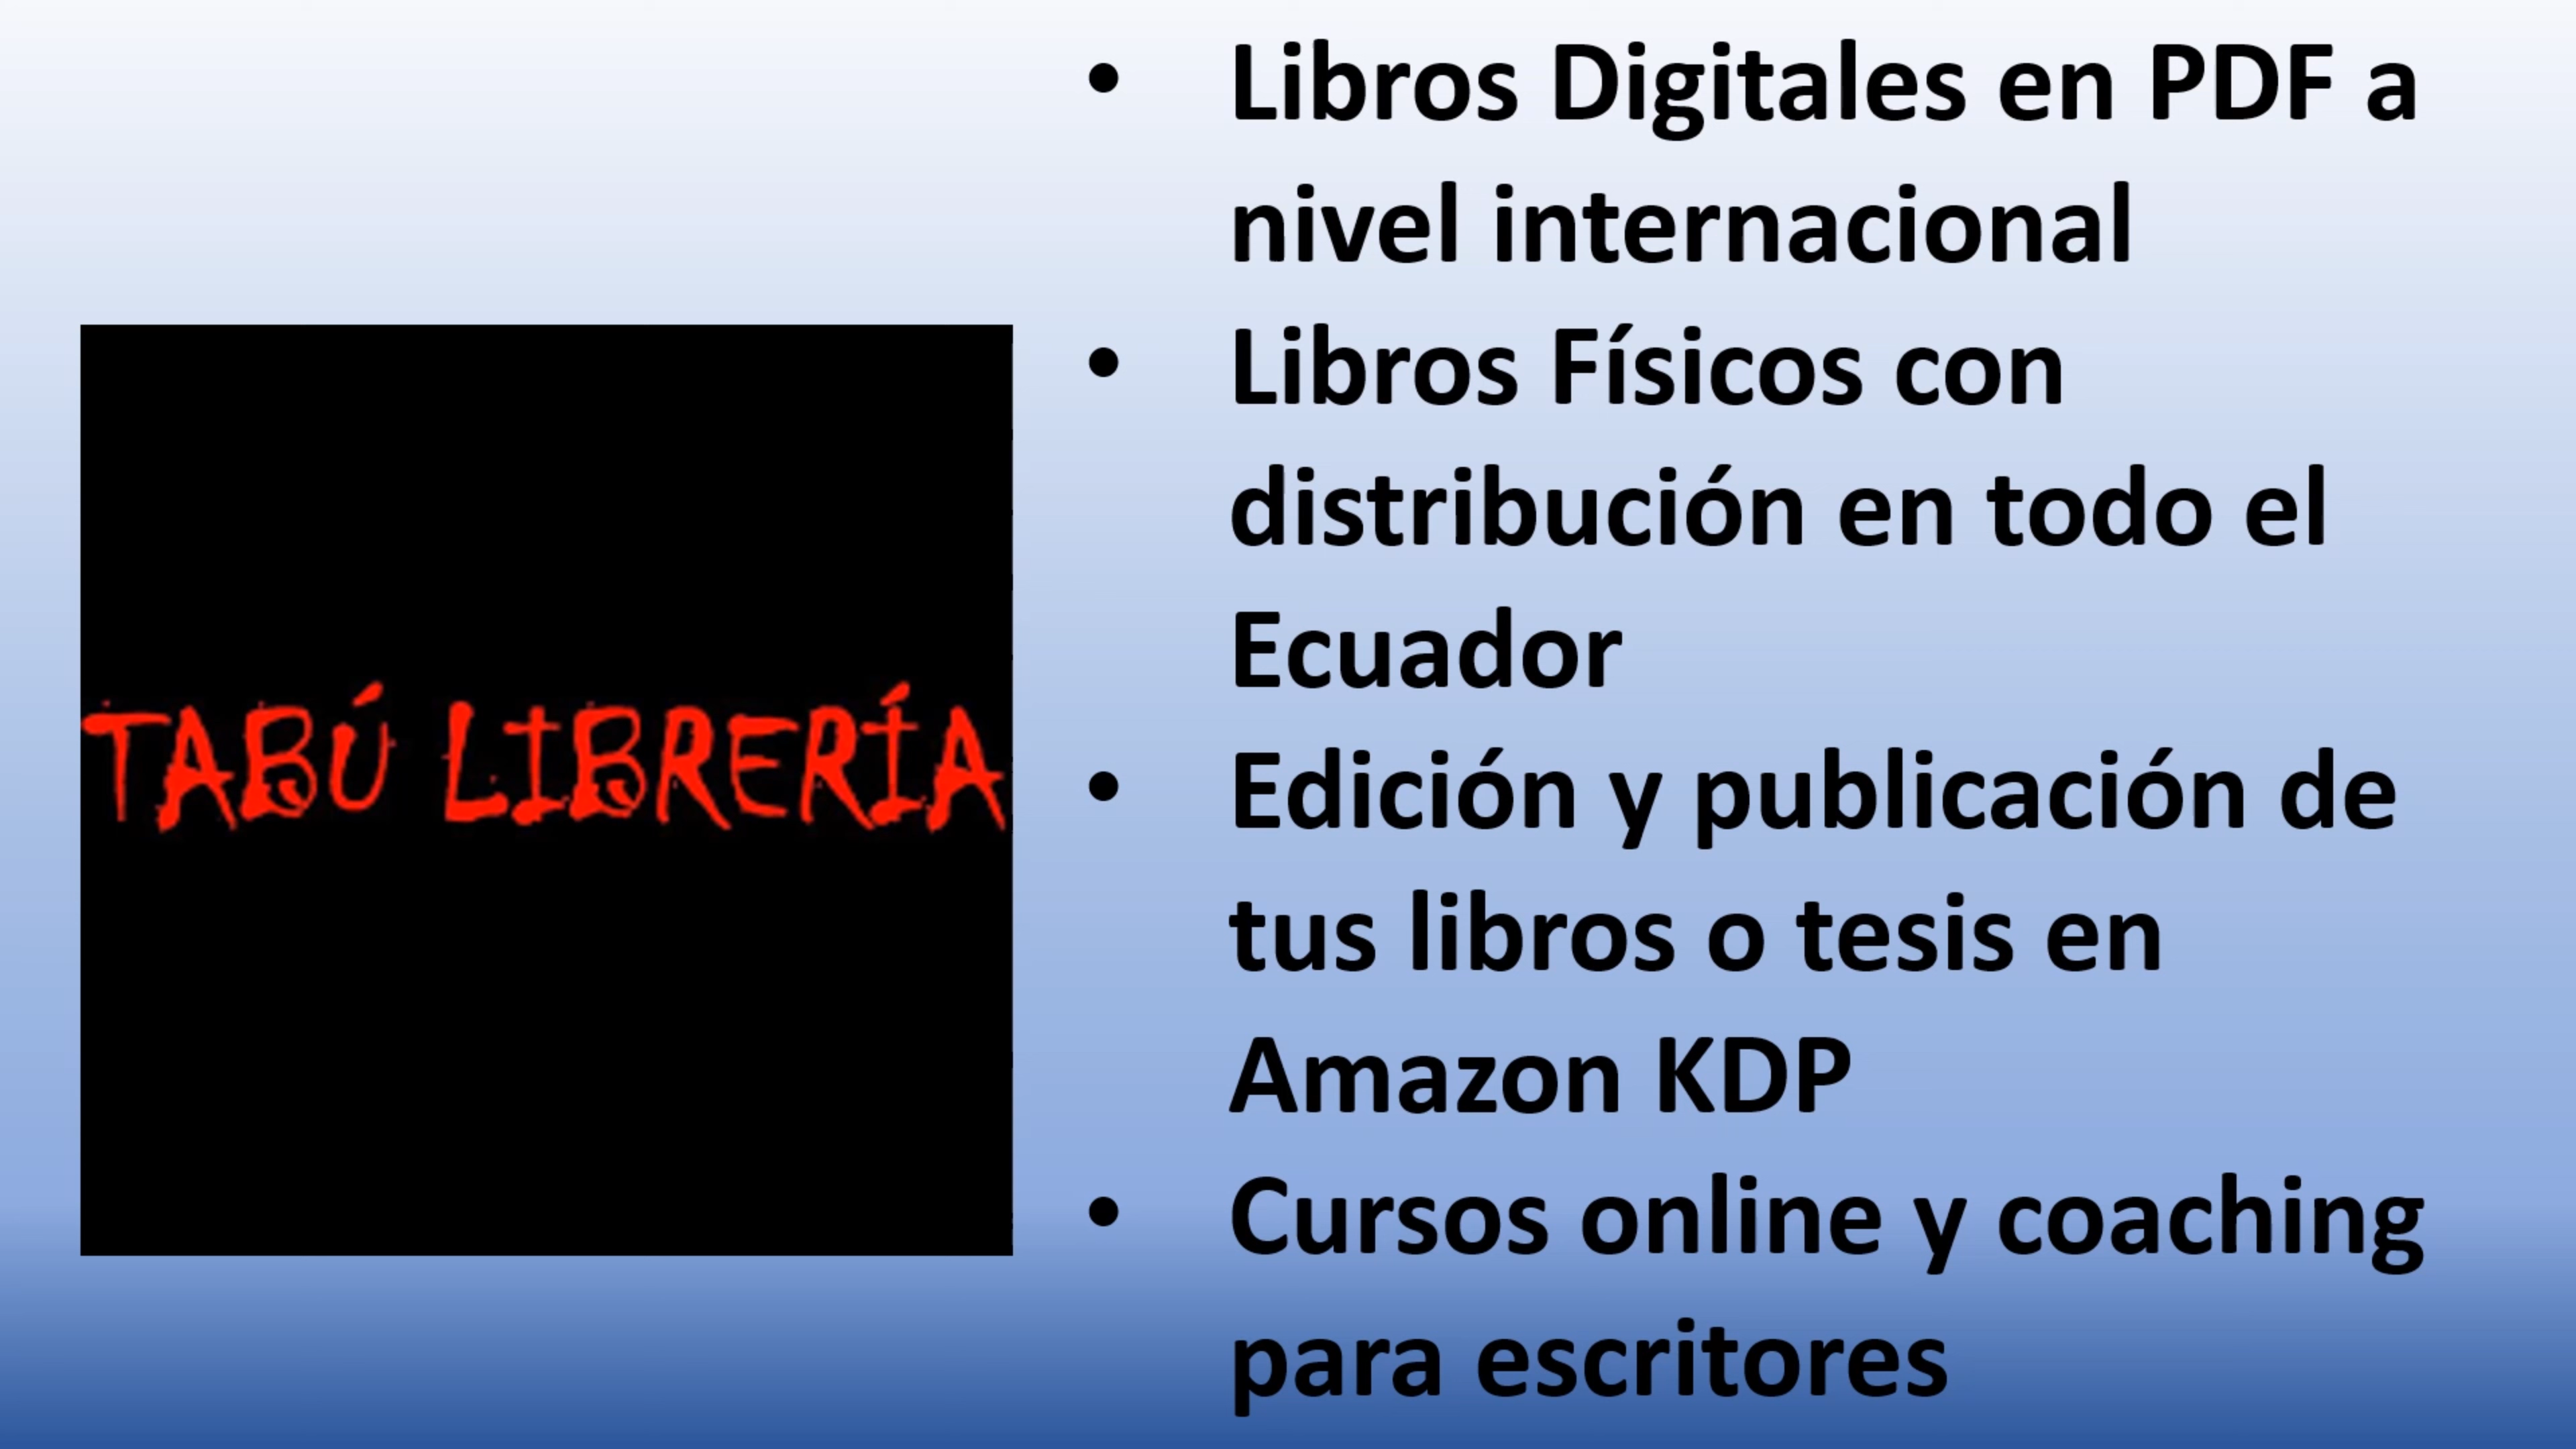 TABÚ LIBRERÍA
• Libros Digitales en PDF a
nivel internacional
• Libros Físicos con
distribución en todo el
Ecuador
• Edición y publicación de
tus libros o tesis en
Amazon KDP
• Cursos online y coaching
para escritores